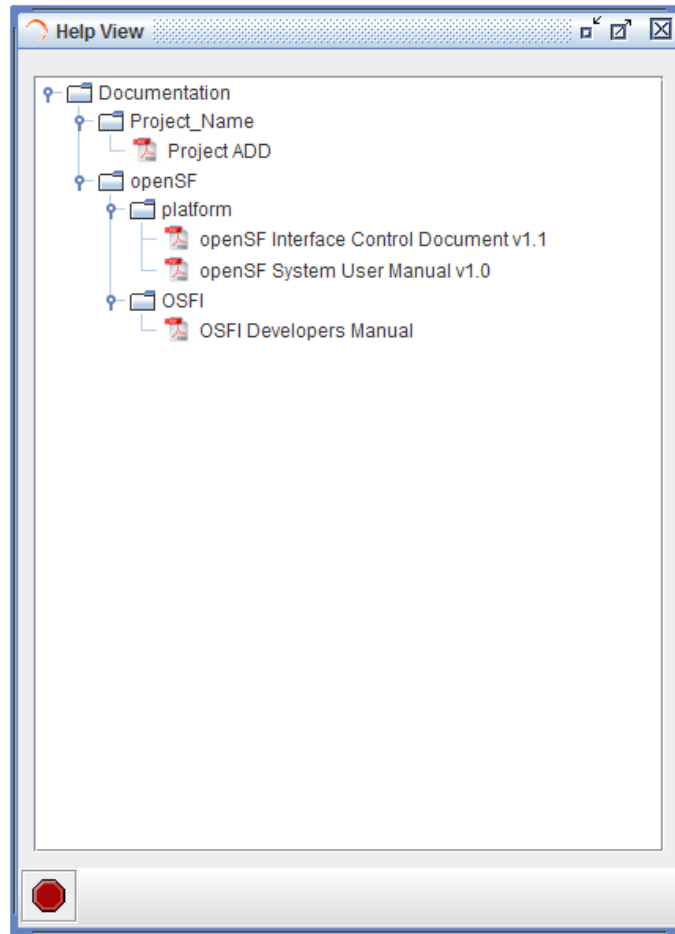 Help View
Documentation
Project_Name
Project ADD
openSF
platform
openSF Interface Control Document v1.1
openSF System User Manual v1.0
OSFI
OSFI Developers Manual